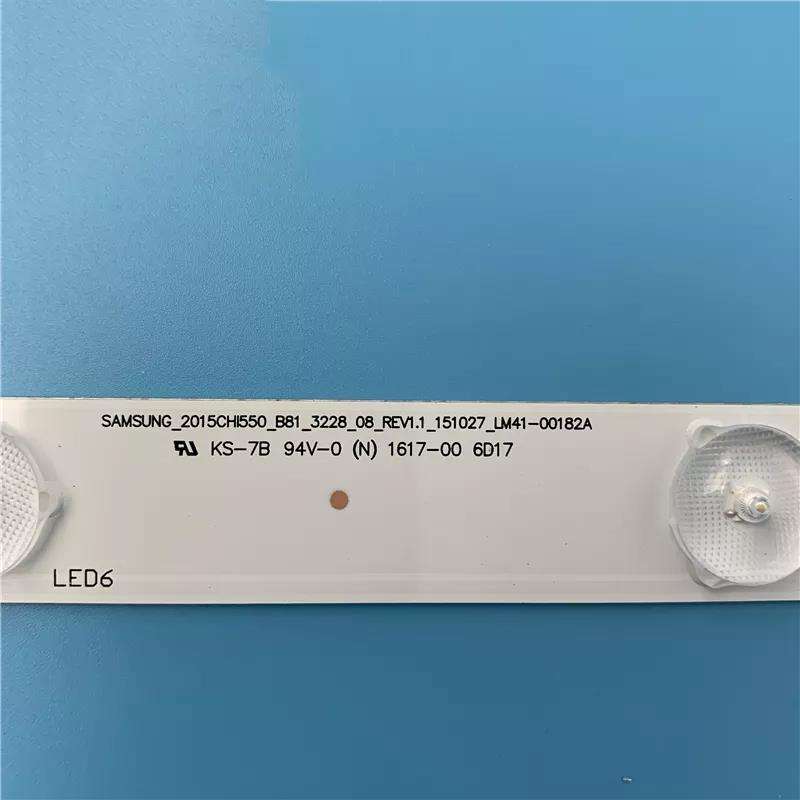 SAMSUNG_2015CHI550_B81_3228_08_REV1.1_151027_LM41-00182A
KS-7B 94V-0 (N) 1617-00 6D17
LED6